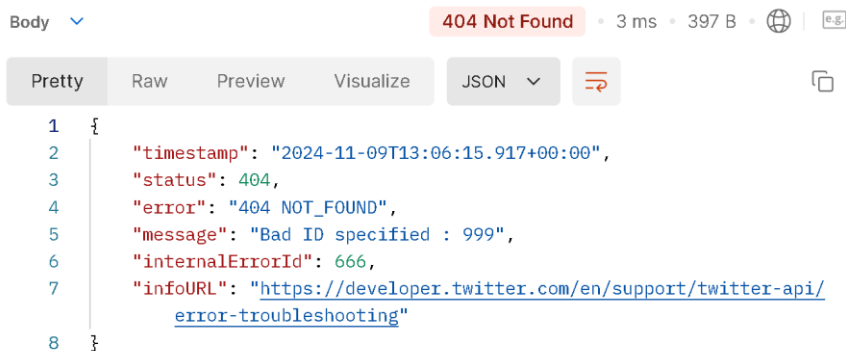 Body
404 Not Found • 3 ms • 397 B • e.g.
Pretty Raw Preview Visualize JSON
1 {
2 "timestamp": "2024-11-09T13:06:15.917+00:00",
3 "status": 404,
4 "error": "404 NOT_FOUND",
5 "message": "Bad ID specified : 999",
6 "internalErrorId": 666,
7 "infoURL": "https://developer.twitter.com/en/support/twitter-api/
error-troubleshooting"
8 }